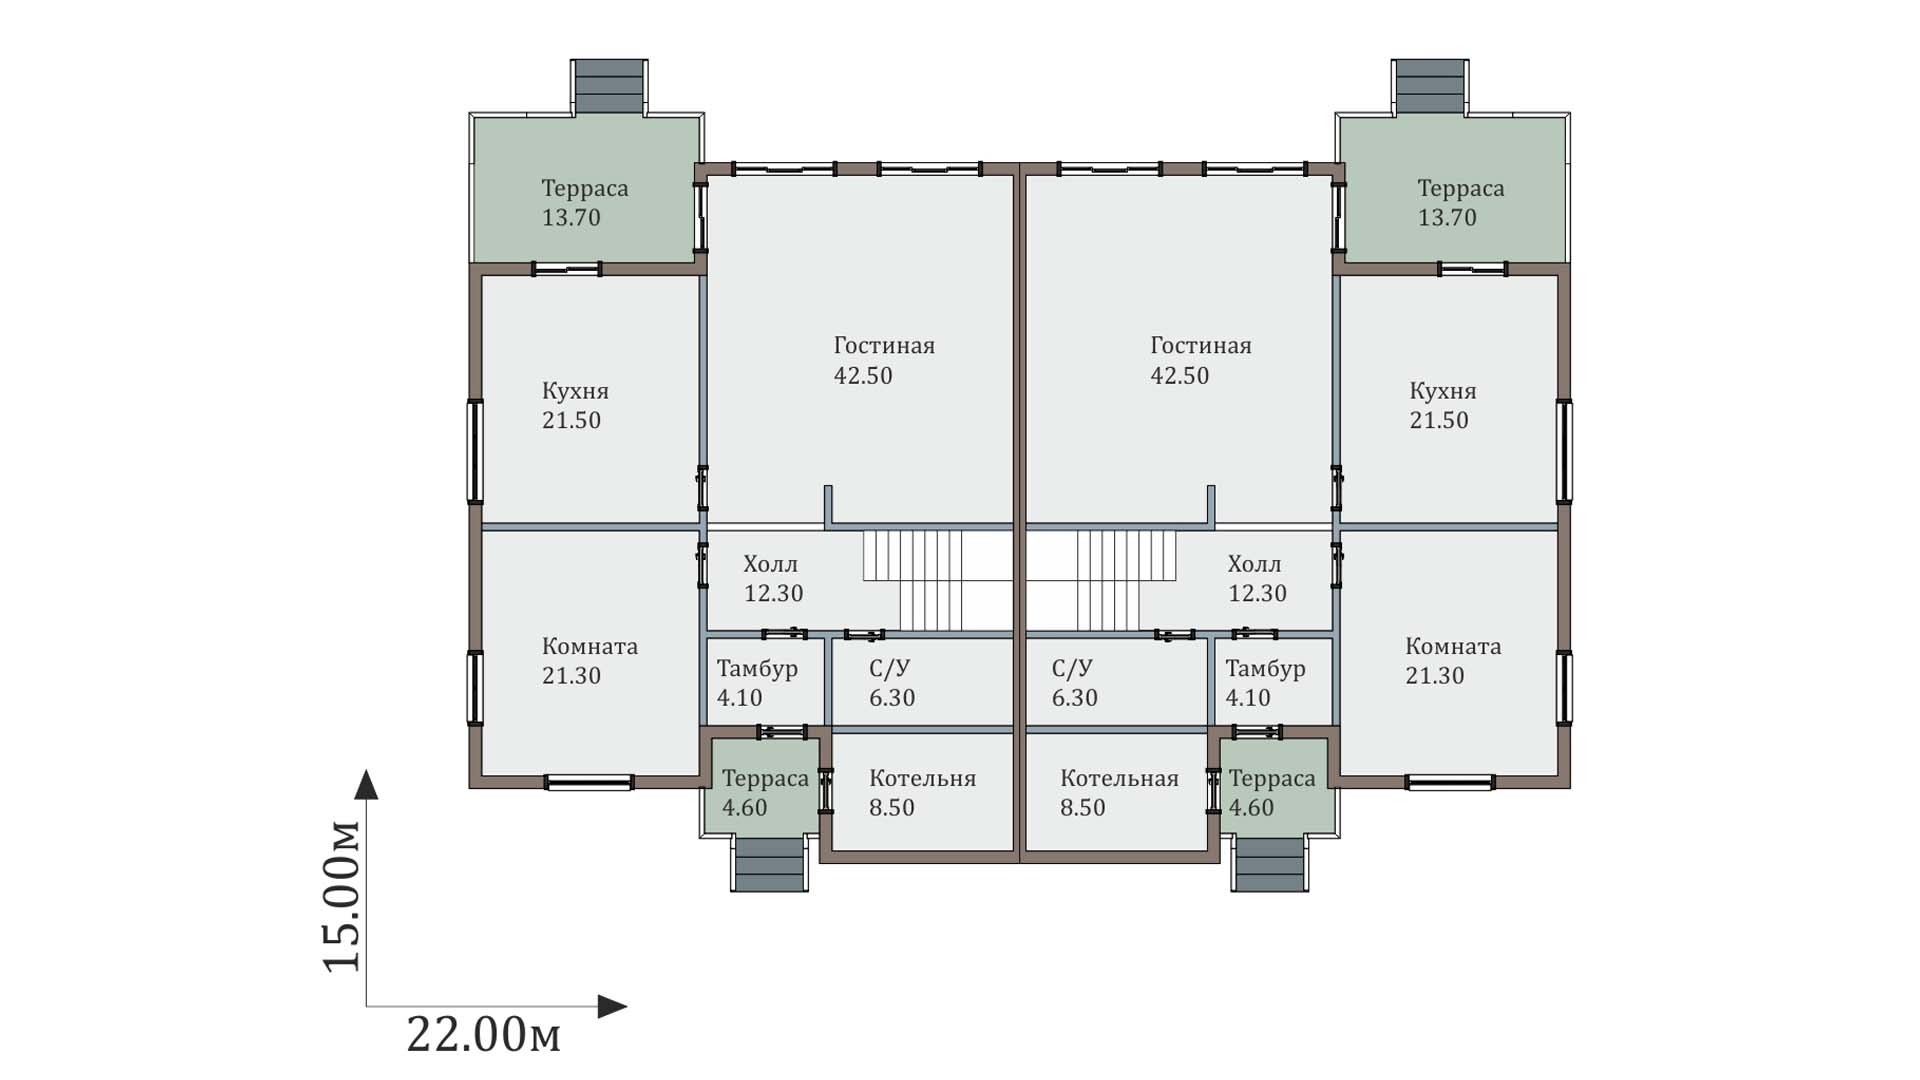 Терраса
13.70
Терраса
13.70
Гостиная
42.50
Гостиная
42.50
Кухня
21.50
Кухня
21.50
Холл
12.30
Холл
12.30
Комната
21.30
Тамбур
4.10
С/У
6.30
С/У
6.30
Тамбур
4.10
Комната
21.30
Терраса
4.60
Котельня
8.50
Котельная
8.50
Терраса
4.60
15.00м
22.00м